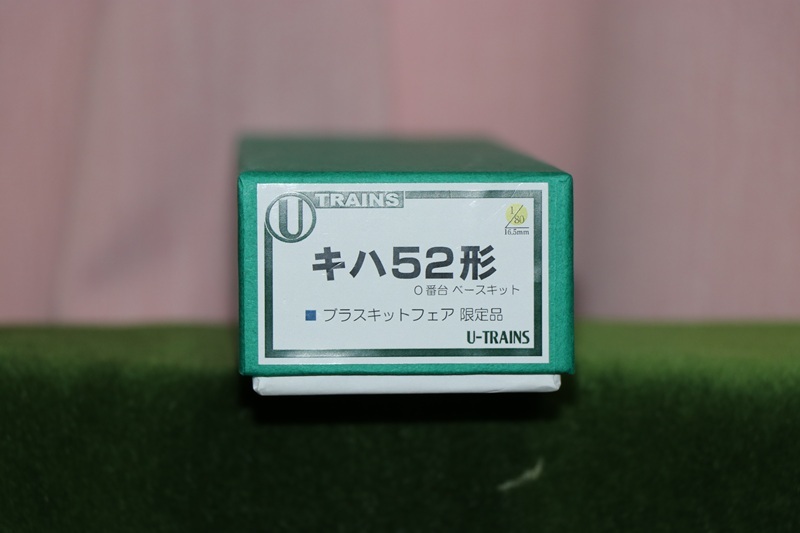 U TRAINS
1/80
16.5mm
キハ52形
0番台 ベースキット
■ ブラスキットフェア 限定品
U-TRAINS